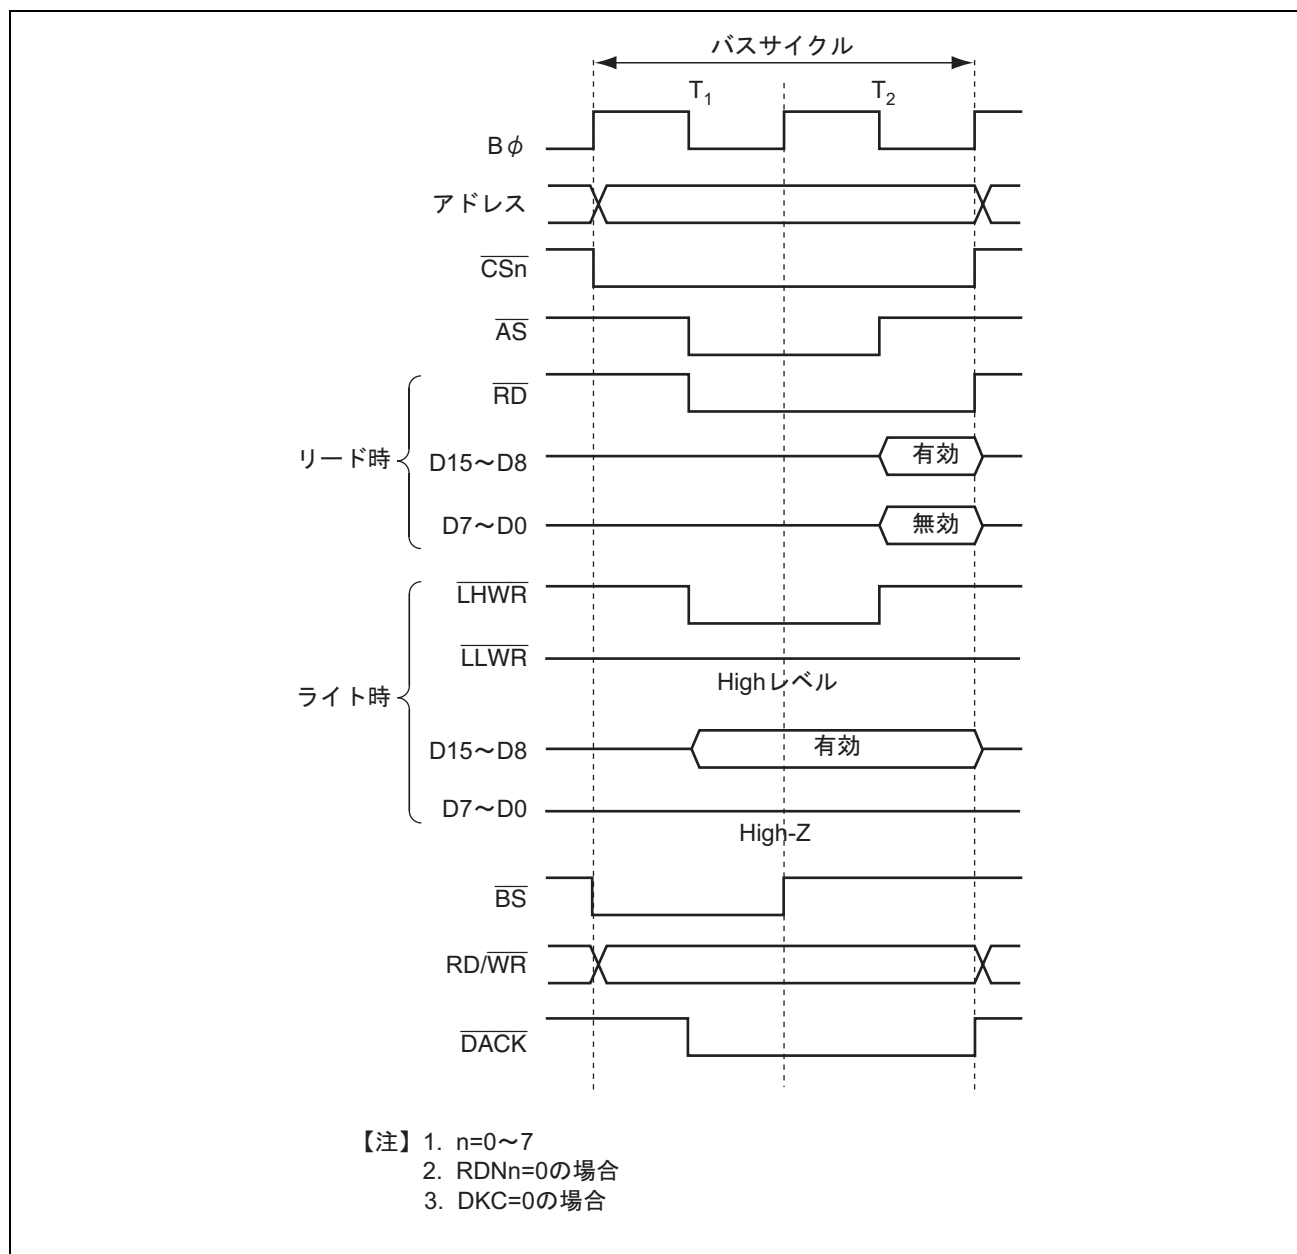 バスサイクル
T1 T2
Bφ
アドレス
CSn
AS
RD
リード時
D15～D8 有効
D7～D0 無効
LHWR
LLWR
Highレベル
ライト時
D15～D8 有効
D7～D0
High-Z
BS
RD/WR
DACK
【注】1. n=0～7
2. RDNn=0の場合
3. DKC=0の場合